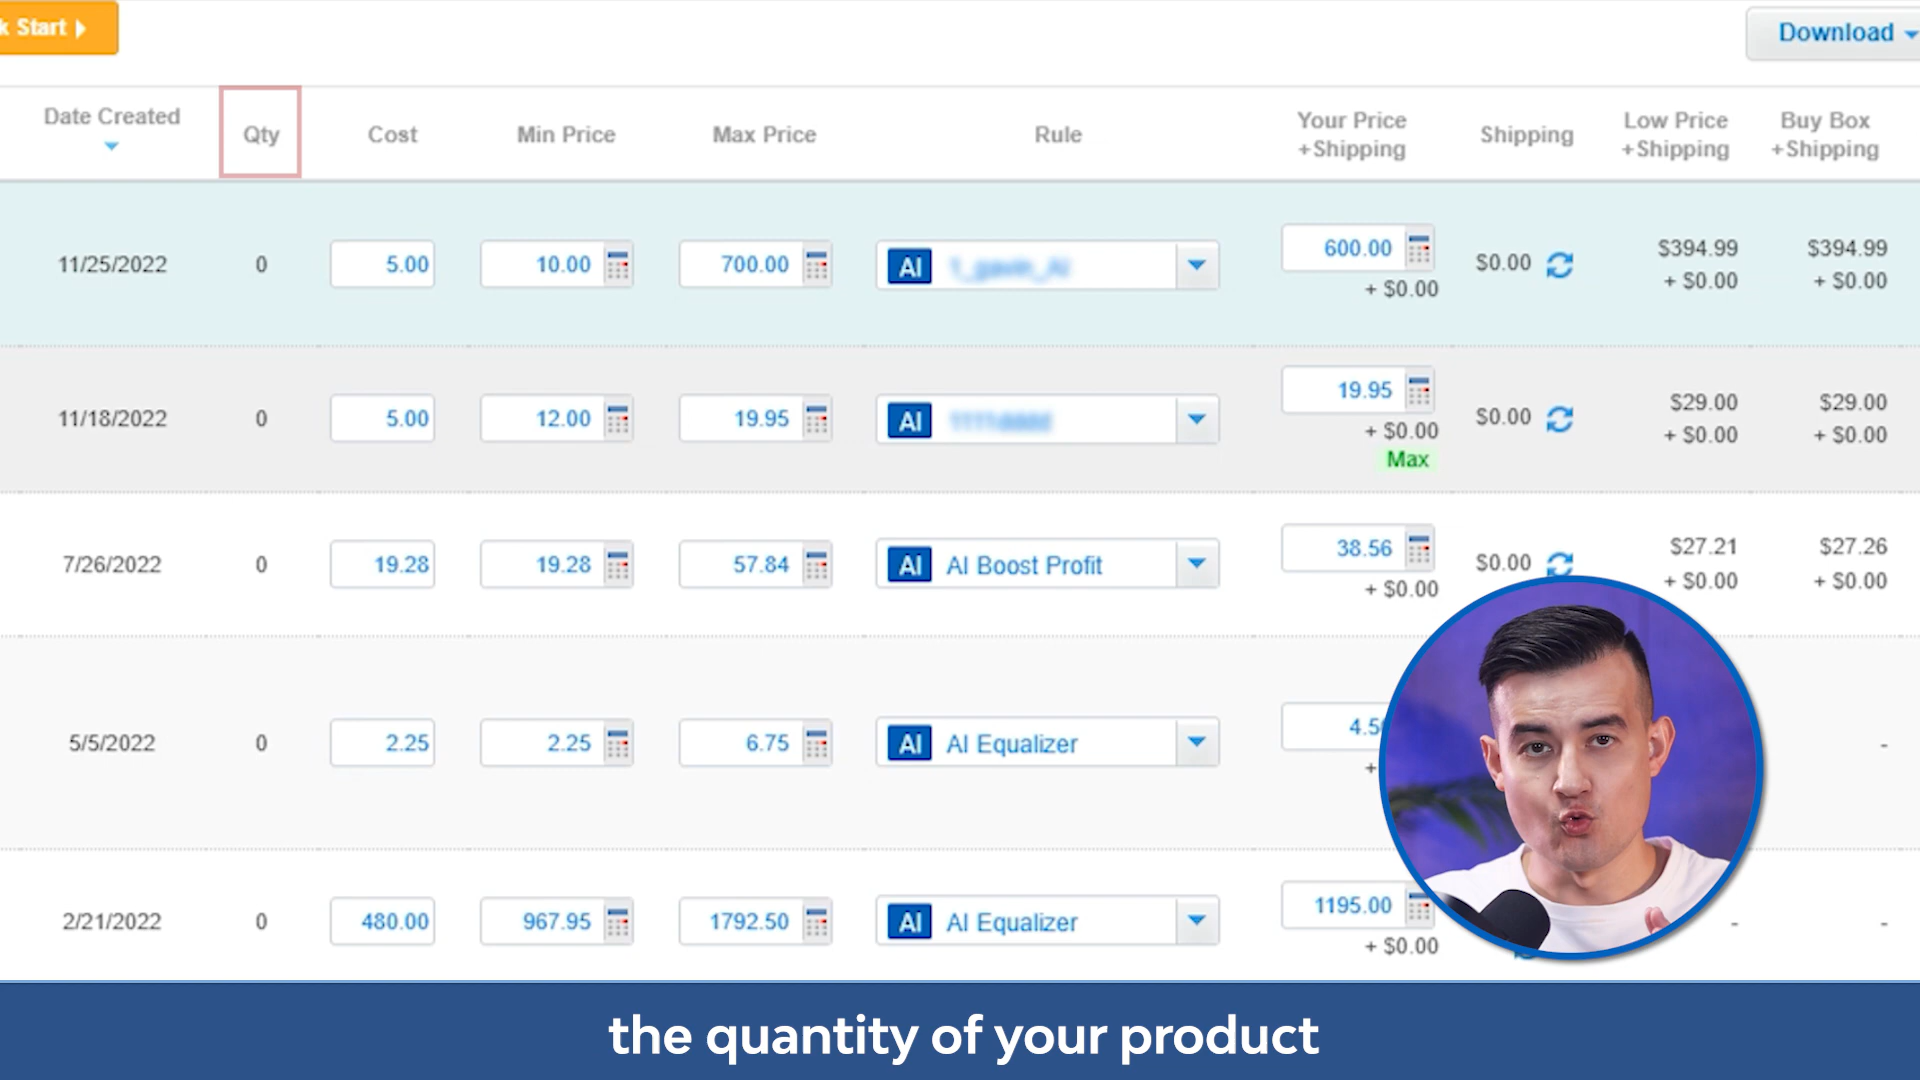 k Start
Download
Date Created
Qty
Cost
Min Price
Max Price
Rule
Your Price
+Shipping
Shipping
Low Price
+Shipping
Buy Box
+Shipping
11/25/2022 0 5.00 10.00 700.00 AI 600.00 $0.00 $394.99 $394.99
+ $0.00 + $0.00 + $0.00
11/18/2022 0 5.00 12.00 19.95 AI 19.95 $0.00 $29.00 $29.00
+ $0.00 + $0.00 + $0.00
Max
7/26/2022 0 19.28 19.28 57.84 AI AI Boost Profit 38.56 $0.00 $27.21 $27.26
+ $0.00 + $0.00 + $0.00
5/5/2022 0 2.25 2.25 6.75 AI AI Equalizer -
+
2/21/2022 0 480.00 967.95 1792.50 AI AI Equalizer 1195.00 - -
+ $0.00
the quantity of your product